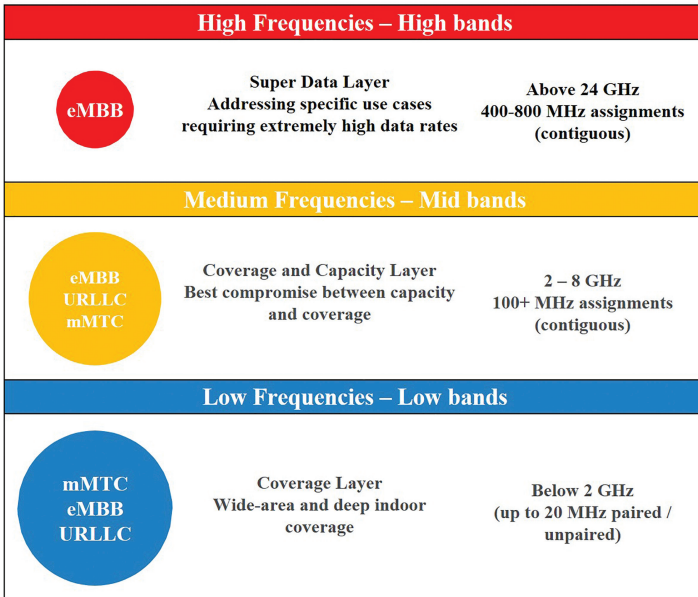 High Frequencies – High bands
eMBB
Super Data Layer
Addressing specific use cases
requiring extremely high data rates
Above 24 GHz
400-800 MHz assignments
(contiguous)
Medium Frequencies – Mid bands
eMBB
URLLC
mMTC
Coverage and Capacity Layer
Best compromise between capacity
and coverage
2 – 8 GHz
100+ MHz assignments
(contiguous)
Low Frequencies – Low bands
mMTC
eMBB
URLLC
Coverage Layer
Wide-area and deep indoor
coverage
Below 2 GHz
(up to 20 MHz paired /
unpaired)